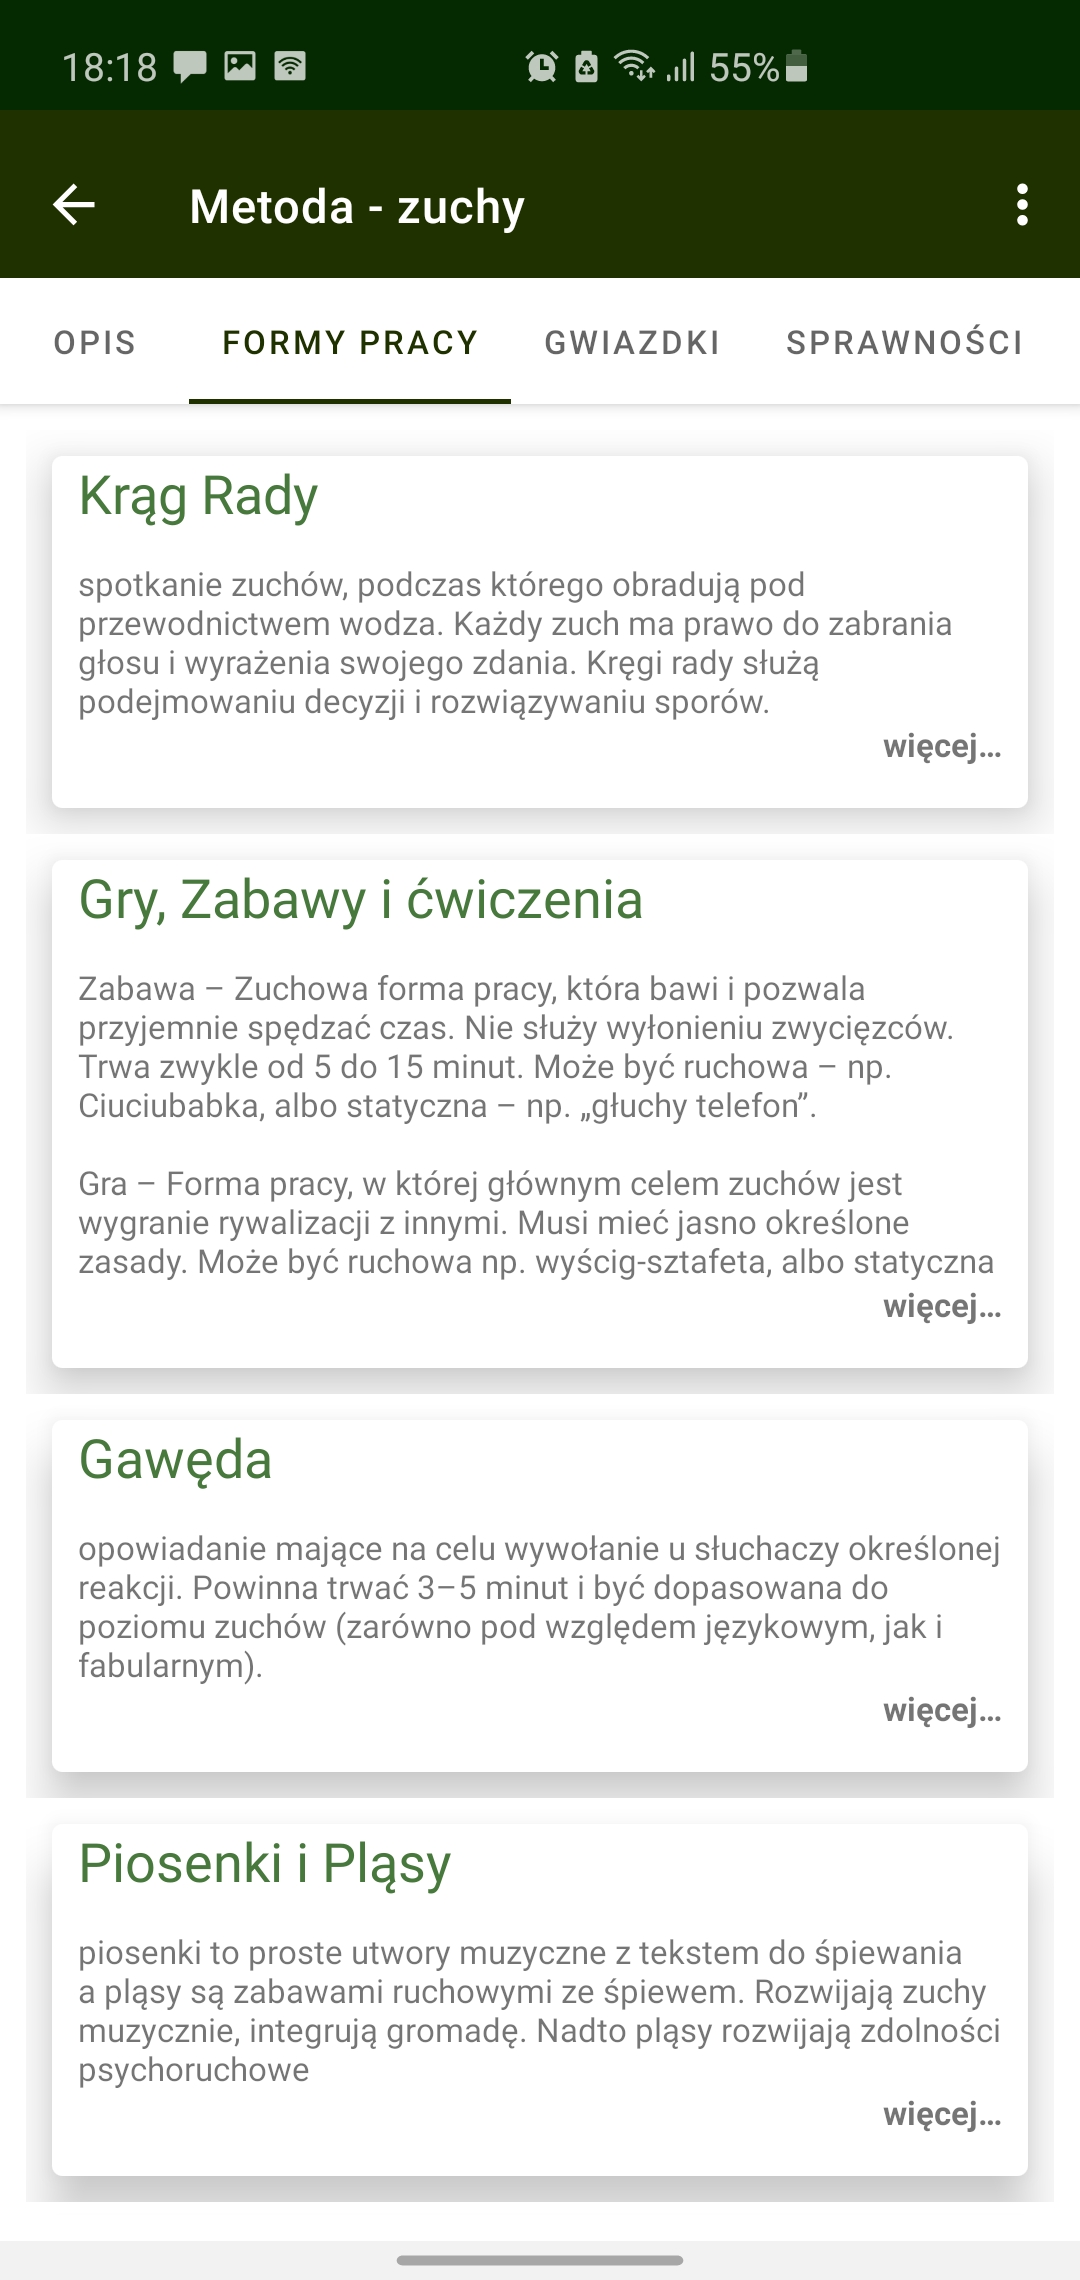 18:18
55%
Metoda - zuchy
OPIS
FORMY PRACY
GWIAZDKI
SPRAWNOŚCI
Krąg Rady
spotkanie zuchów, podczas którego obradują pod
przewodnictwem wodza. Każdy zuch ma prawo do zabrania
głosu i wyrażenia swojego zdania. Kręgi rady służą
podejmowaniu decyzji i rozwiązywaniu sporów.
więcej...
Gry, Zabawy i ćwiczenia
Zabawa – Zuchowa forma pracy, która bawi i pozwala
przyjemnie spędzać czas. Nie służy wyłonieniu zwycięzców.
Trwa zwykle od 5 do 15 minut. Może być ruchowa – np.
Ciuciubabka, albo statyczna – np. „głuchy telefon”.
Gra – Forma pracy, w której głównym celem zuchów jest
wygranie rywalizacji z innymi. Musi mieć jasno określone
zasady. Może być ruchowa np. wyścig-sztafeta, albo statyczna
więcej...
Gawęda
opowiadanie mające na celu wywołanie u słuchaczy określonej
reakcji. Powinna trwać 3–5 minut i być dopasowana do
poziomu zuchów (zarówno pod względem językowym, jak i
fabularnym).
więcej...
Piosenki i Pląsy
piosenki to proste utwory muzyczne z tekstem do śpiewania
a pląsy są zabawami ruchowymi ze śpiewem. Rozwijają zuchy
muzycznie, integrują gromadę. Nadto pląsy rozwijają zdolności
psychoruchowe
więcej...